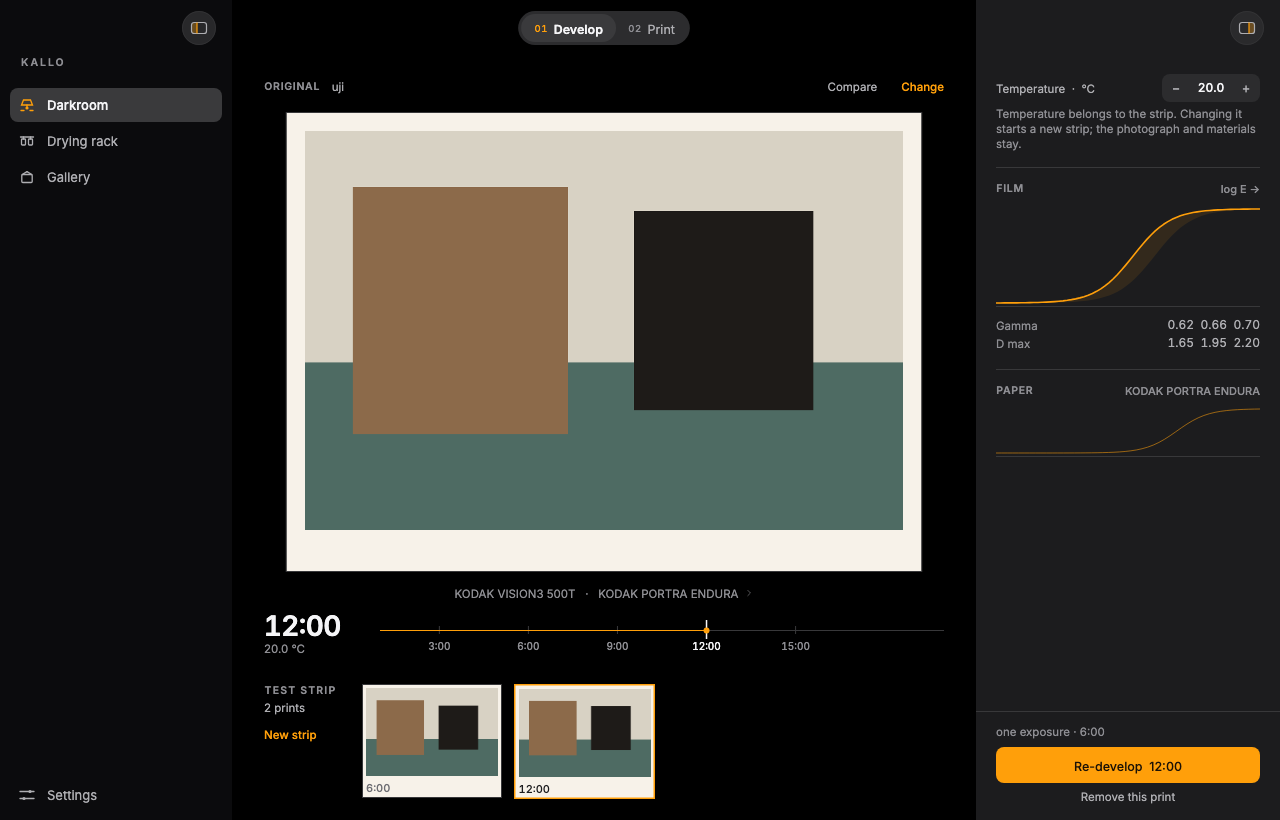 KALLO
Darkroom
Drying rack
Gallery
Settings
01 Develop 02 Print
ORIGINAL uji Compare Change
KODAK VISION3 500T · KODAK PORTRA ENDURA ›
12:00
20.0 °C
3:00 6:00 9:00 12:00 15:00
TEST STRIP
2 prints
New strip
6:00
12:00
Temperature · °C − 20.0 +
Temperature belongs to the strip. Changing it
starts a new strip; the photograph and materials
stay.
FILM log E →
Gamma 0.62 0.66 0.70
D max 1.65 1.95 2.20
PAPER KODAK PORTRA ENDURA
one exposure · 6:00
Re-develop 12:00
Remove this print